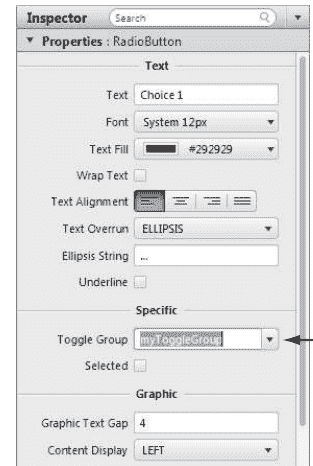 Inspector Search
Properties : RadioButton
Text
Text Choice 1
Font System 12px
Text Fill #292929
Wrap Text
Text Alignment
Text Overrun ELLIPSIS
Ellipsis String ...
Underline
Specific
Toggle Group myToggleGroup
Selected
Graphic
Graphic Text Gap 4
Content Display LEFT